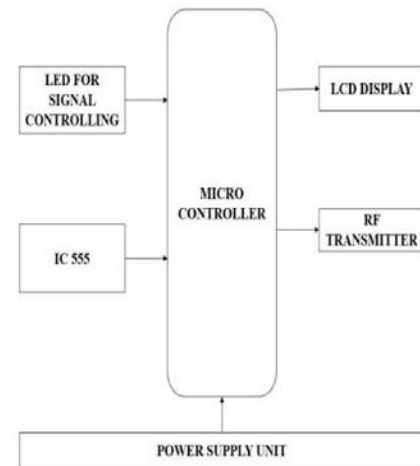 LED FOR
SIGNAL
CONTROLLING
LCD DISPLAY
MICRO
CONTROLLER
IC 555
RF
TRANSMITTER
POWER SUPPLY UNIT